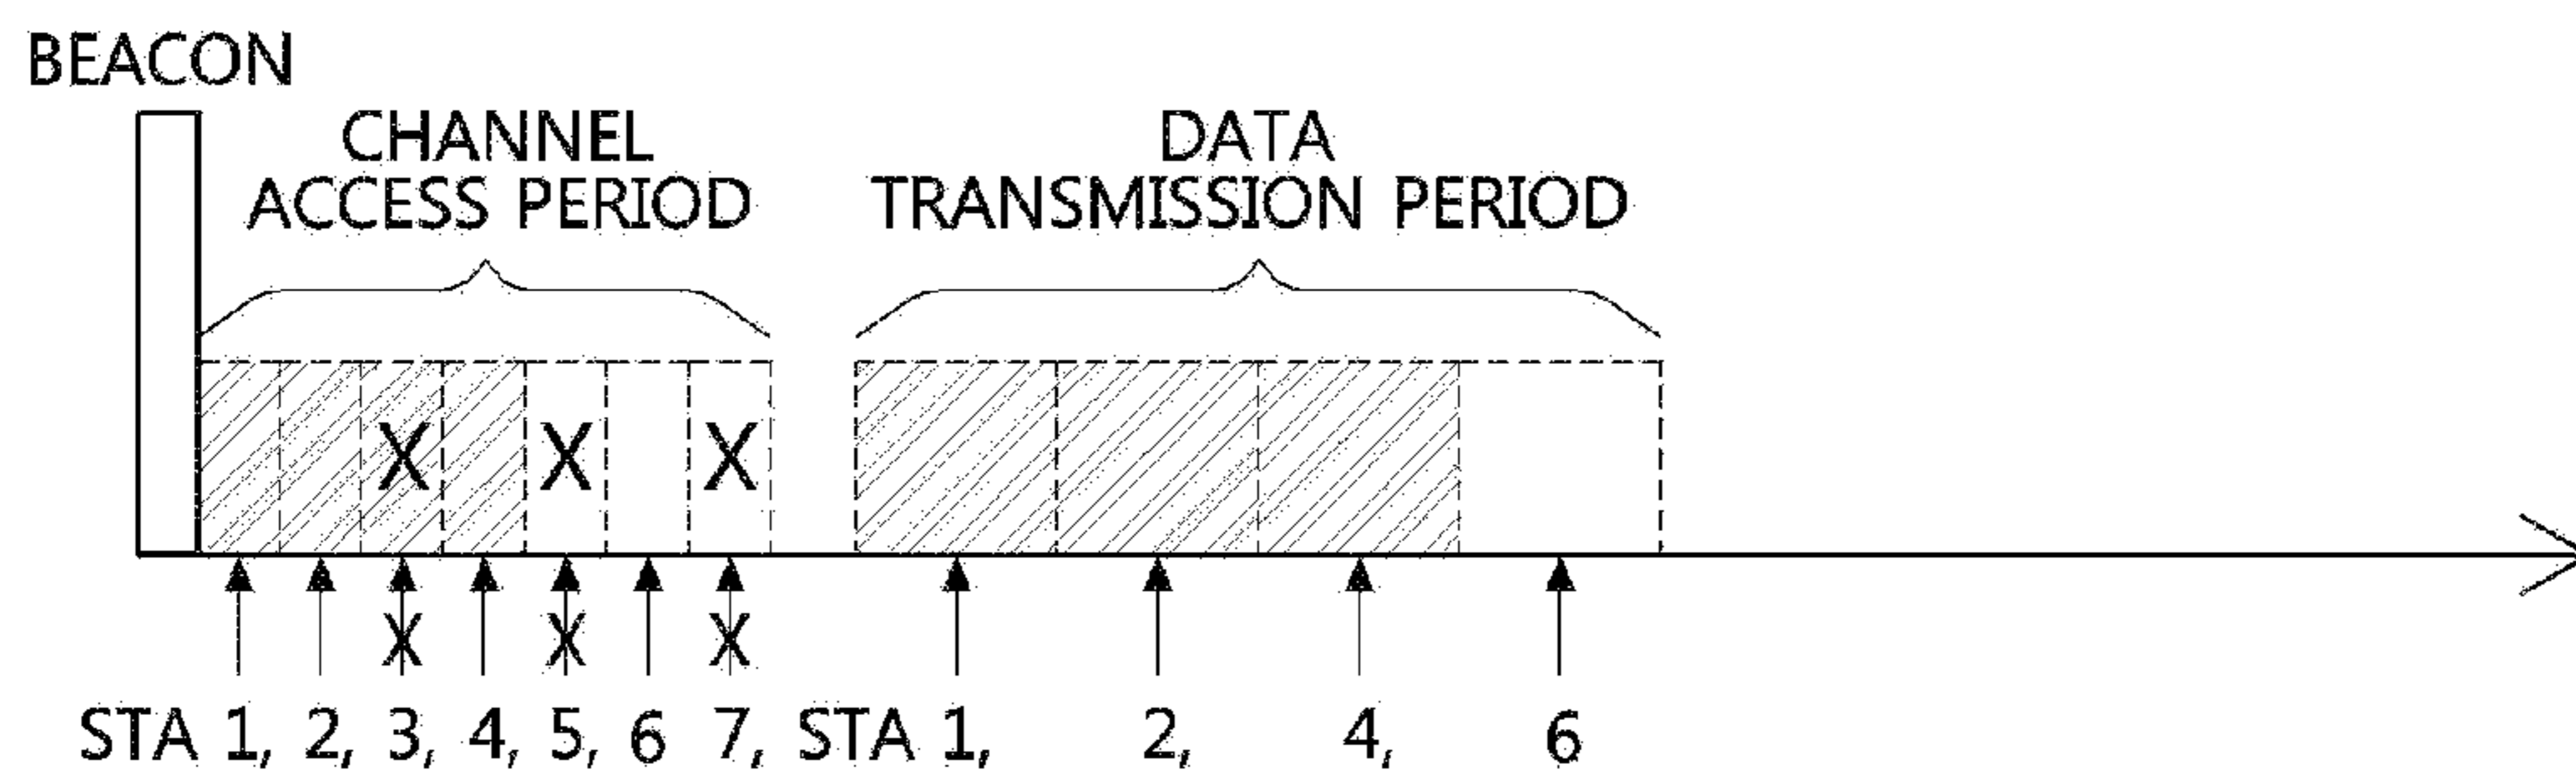 BEACON
CHANNEL
ACCESS PERIOD
DATA
TRANSMISSION PERIOD
X X X
X X X
STA 1, 2, 3, 4, 5, 6 7, STA 1, 2, 4, 6